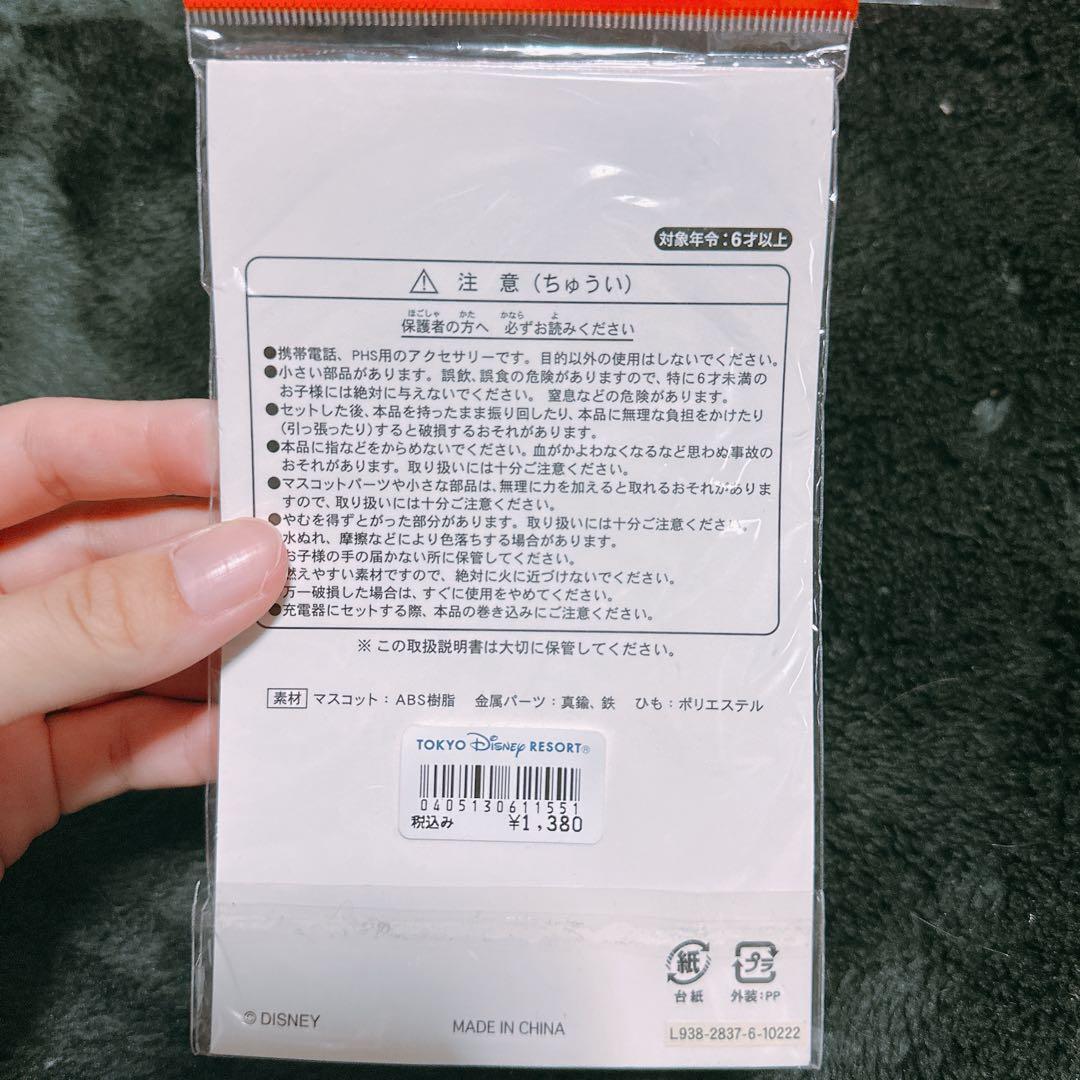 対象年令:6才以上
⚠ 注 意(ちゅうい)
ほごしゃ かた かなら よ
保護者の方へ 必ずお読みください
●携帯電話、PHS用のアクセサリーです。目的以外の使用はしないでください。
●小さい部品があります。誤飲、誤食の危険がありますので、特に6才未満の
お子様には絶対に与えないでください。窒息などの危険があります。
●セットした後、本品を持ったまま振り回したり、本品に無理な負担をかけたり
(引っ張ったり)すると破損するおそれがあります。
●本品に指などをからめないでください。血がかよわなくなるなど思わぬ事故の
おそれがあります。取り扱いには十分ご注意ください。
●マスコットパーツや小さな部品は、無理に力を加えると取れるおそれがありま
すので、取り扱いには十分ご注意ください。
●やむを得ずとがった部分があります。取り扱いには十分ご注意ください。
水ぬれ、摩擦などにより色落ちする場合があります。
お子様の手の届かない所に保管してください。
燃えやすい素材ですので、絶対に火に近づけないでください。
万一破損した場合は、すぐに使用をやめてください。
●充電器にセットする際、本品の巻き込みにご注意ください。
※ この取扱説明書は大切に保管してください。
素材 マスコット:ABS樹脂 金属パーツ:真鍮、鉄 ひも:ポリエステル
TOKYO Disney RESORT®
0405130611551
税込み ¥1,380
紙 プラ
台紙 外装:PP
© DISNEY MADE IN CHINA L938-2837-6-10222